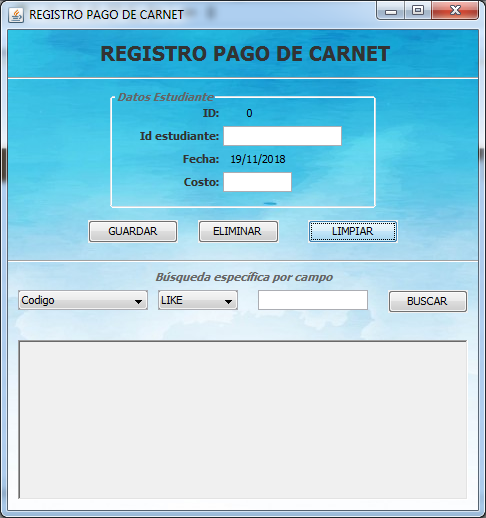 REGISTRO PAGO DE CARNET
REGISTRO PAGO DE CARNET
Datos Estudiante
ID: 0
Id estudiante:
Fecha: 19/11/2018
Costo:
GUARDAR ELIMINAR LIMPIAR
Búsqueda específica por campo
Codigo LIKE BUSCAR